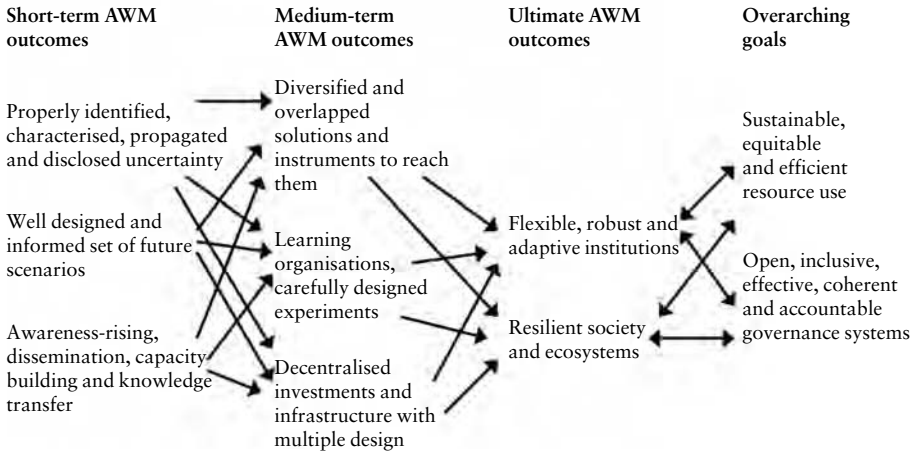 Short-term AWM
outcomes
Medium-term
AWM outcomes
Ultimate AWM
outcomes
Overarching
goals
Properly identified,
characterised, propagated
and disclosed uncertainty
Well designed and
informed set of future
scenarios
Awareness-rising,
dissemination, capacity
building and knowledge
transfer
Diversified and
overlapped
solutions and
instruments to reach
them
Learning
organisations,
carefully designed
experiments
Decentralised
investments and
infrastructure with
multiple design
Flexible, robust and
adaptive institutions
Resilient society
and ecosystems
Sustainable,
equitable
and efficient
resource use
Open, inclusive,
effective, coherent
and accountable
governance systems